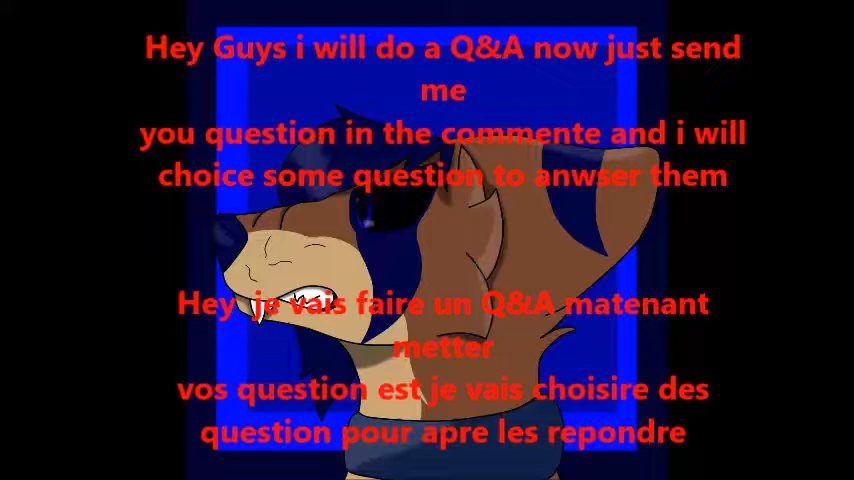 Hey Guys i will do a Q&A now just send
me
you question in the commente and i will
choice some question to anwser them
Hey je vais faire un Q&A matenant
metter
vos question est je vais choisire des
question pour apre les repondre